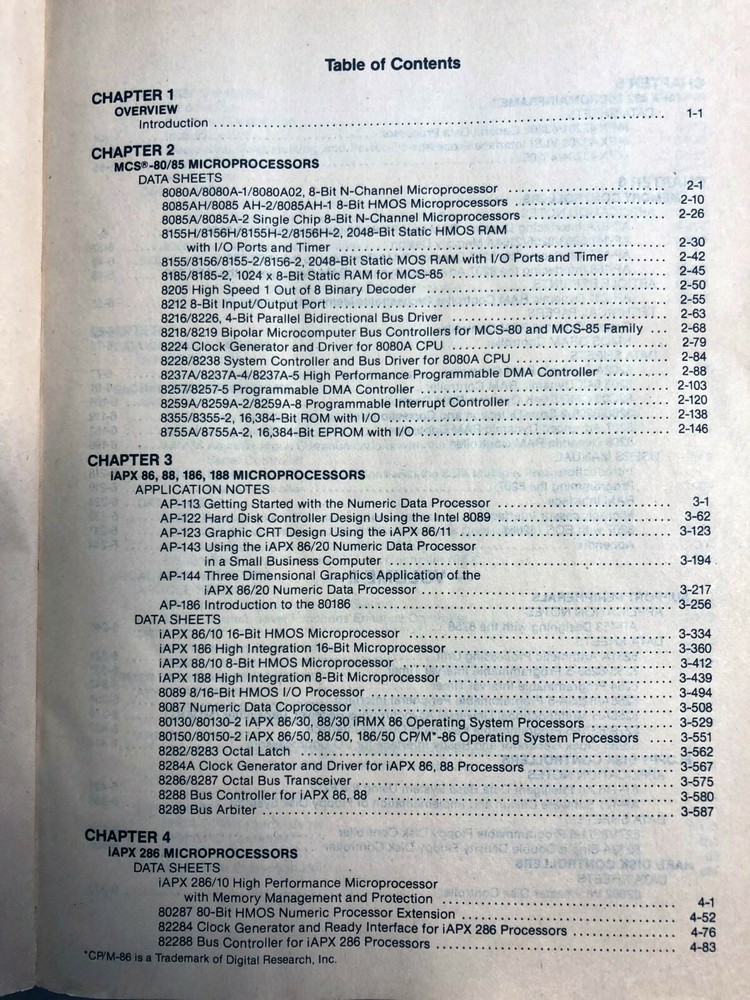 Table of Contents
CHAPTER 1
OVERVIEW
Introduction ........ 1-1
CHAPTER 2
MCS®-80/85 MICROPROCESSORS
DATA SHEETS
8080A/8080A-1/8080A02, 8-Bit N-Channel Microprocessor ........ 2-1
8085AH/8085 AH-2/8085AH-1 8-Bit HMOS Microprocessors ........ 2-10
8085A/8085A-2 Single Chip 8-Bit N-Channel Microprocessors ........ 2-26
8155H/8156H/8155H-2/8156H-2, 2048-Bit Static HMOS RAM
with I/O Ports and Timer ........ 2-30
8155/8156/8155-2/8156-2, 2048-Bit Static MOS RAM with I/O Ports and Timer ........ 2-42
8185/8185-2, 1024 x 8-Bit Static RAM for MCS-85 ........ 2-45
8205 High Speed 1 Out of 8 Binary Decoder ........ 2-50
8212 8-Bit Input/Output Port ........ 2-55
8216/8226, 4-Bit Parallel Bidirectional Bus Driver ........ 2-63
8218/8219 Bipolar Microcomputer Bus Controllers for MCS-80 and MCS-85 Family ... 2-68
8224 Clock Generator and Driver for 8080A CPU ........ 2-79
8228/8238 System Controller and Bus Driver for 8080A CPU ........ 2-84
8237A/8237A-4/8237A-5 High Performance Programmable DMA Controller ........ 2-88
8257/8257-5 Programmable DMA Controller ........ 2-103
8259A/8259A-2/8259A-8 Programmable Interrupt Controller ........ 2-120
8355/8355-2, 16,384-Bit ROM with I/O ........ 2-138
8755A/8755A-2, 16,384-Bit EPROM with I/O ........ 2-146
CHAPTER 3
iAPX 86, 88, 186, 188 MICROPROCESSORS
APPLICATION NOTES
AP-113 Getting Started with the Numeric Data Processor ........ 3-1
AP-122 Hard Disk Controller Design Using the Intel 8089 ........ 3-62
AP-123 Graphic CRT Design Using the iAPX 86/11 ........ 3-123
AP-143 Using the iAPX 86/20 Numeric Data Processor
in a Small Business Computer ........ 3-194
AP-144 Three Dimensional Graphics Application of the
iAPX 86/20 Numeric Data Processor ........ 3-217
AP-186 Introduction to the 80186 ........ 3-256
DATA SHEETS
iAPX 86/10 16-Bit HMOS Microprocessor ........ 3-334
iAPX 186 High Integration 16-Bit Microprocessor ........ 3-360
iAPX 88/10 8-Bit HMOS Microprocessor ........ 3-412
iAPX 188 High Integration 8-Bit Microprocessor ........ 3-439
8089 8/16-Bit HMOS I/O Processor ........ 3-494
8087 Numeric Data Coprocessor ........ 3-508
80130/80130-2 iAPX 86/30, 88/30 iRMX 86 Operating System Processors ........ 3-529
80150/80150-2 iAPX 86/50, 88/50, 186/50 CP/M*-86 Operating System Processors .... 3-551
8282/8283 Octal Latch ........ 3-562
8284A Clock Generator and Driver for iAPX 86, 88 Processors ........ 3-567
8286/8287 Octal Bus Transceiver ........ 3-575
8288 Bus Controller for iAPX 86, 88 ........ 3-580
8289 Bus Arbiter ........ 3-587
CHAPTER 4
iAPX 286 MICROPROCESSORS
DATA SHEETS
iAPX 286/10 High Performance Microprocessor
with Memory Management and Protection ........ 4-1
80287 80-Bit HMOS Numeric Processor Extension ........ 4-52
82284 Clock Generator and Ready Interface for iAPX 286 Processors ........ 4-76
82288 Bus Controller for iAPX 286 Processors ........ 4-83
*CP/M-86 is a Trademark of Digital Research, Inc.